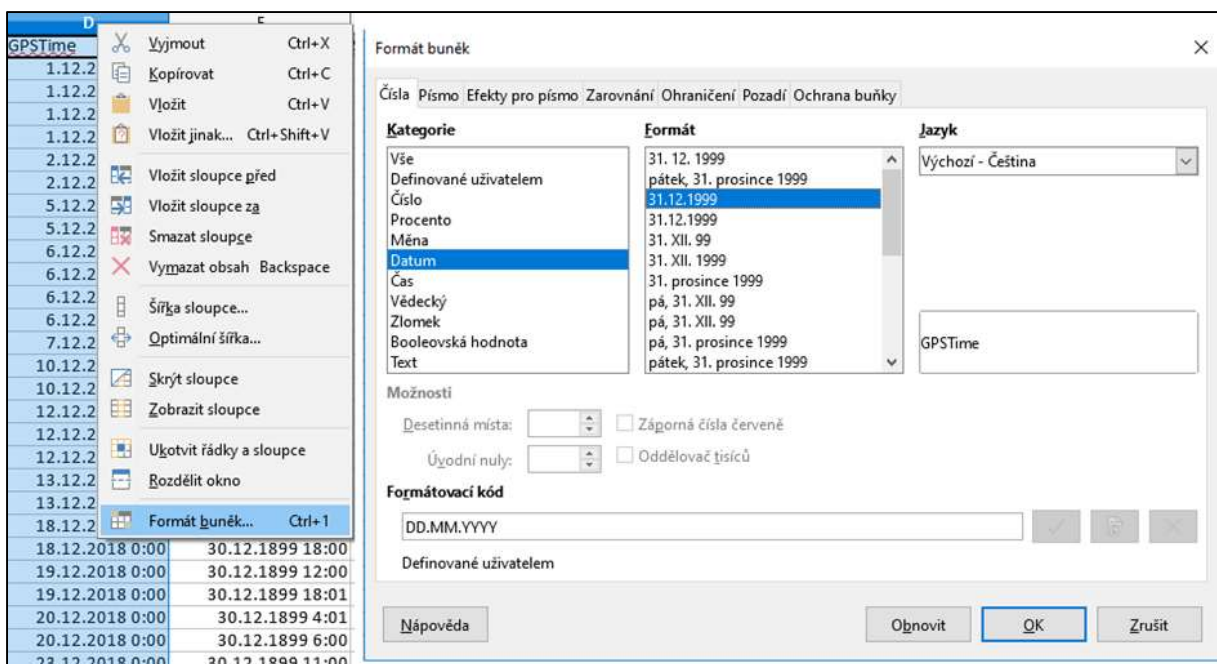 D
GPSTime
1.12.2
1.12.2
1.12.2
1.12.2
2.12.2
2.12.2
5.12.2
5.12.2
6.12.2
6.12.2
6.12.2
6.12.2
7.12.2
10.12.2
10.12.2
12.12.2
12.12.2
12.12.2
13.12.2
13.12.2
18.12.2
18.12.2018 0:00 30.12.1899 18:00
19.12.2018 0:00 30.12.1899 12:00
19.12.2018 0:00 30.12.1899 18:01
20.12.2018 0:00 30.12.1899 4:01
20.12.2018 0:00 30.12.1899 6:00
23.12.2018 0:00 30.12.1899 11:00
Vyjmout Ctrl+X
Kopírovat Ctrl+C
Vložit Ctrl+V
Vložit jinak... Ctrl+Shift+V
Vložit sloupce před
Vložit sloupce za
Smazat sloupce
Vymazat obsah Backspace
Šířka sloupce...
Optimální šířka...
Skrýt sloupce
Zobrazit sloupce
Ukotvit řádky a sloupce
Rozdělit okno
Formát buněk... Ctrl+1
Formát buněk
Čísla Písmo Efekty pro písmo Zarovnání Ohraničení Pozadí Ochrana buňky
Kategorie
Vše
Definované uživatelem
Číslo
Procento
Měna
Datum
Čas
Vědecký
Zlomek
Booleovská hodnota
Text
Formát
31. 12. 1999
pátek, 31. prosince 1999
31.12.1999
31.12.1999
31. XII. 99
31. XII. 1999
31. prosince 1999
pá, 31. XII. 99
pá, 31. XII. 99
pá, 31. prosince 1999
pátek, 31. prosince 1999
Jazyk
Výchozí - Čeština
GPSTime
Možnosti
Desetinná místa:
Záporná čísla červeně
Úvodní nuly:
Oddělovač tisíců
Formátovací kód
DD.MM.YYYY
Definované uživatelem
Nápověda Obnovit OK Zrušit